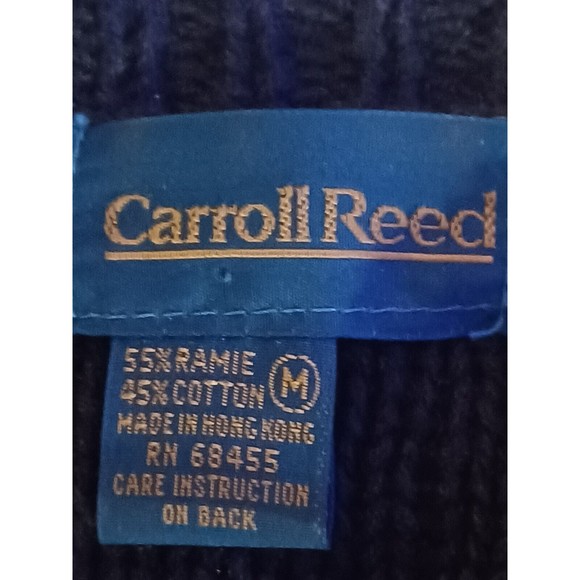 Carroll Reed
55% RAMIE
45% COTTON M
MADE IN HONG KONG
RN 68455
CARE INSTRUCTION
ON BACK